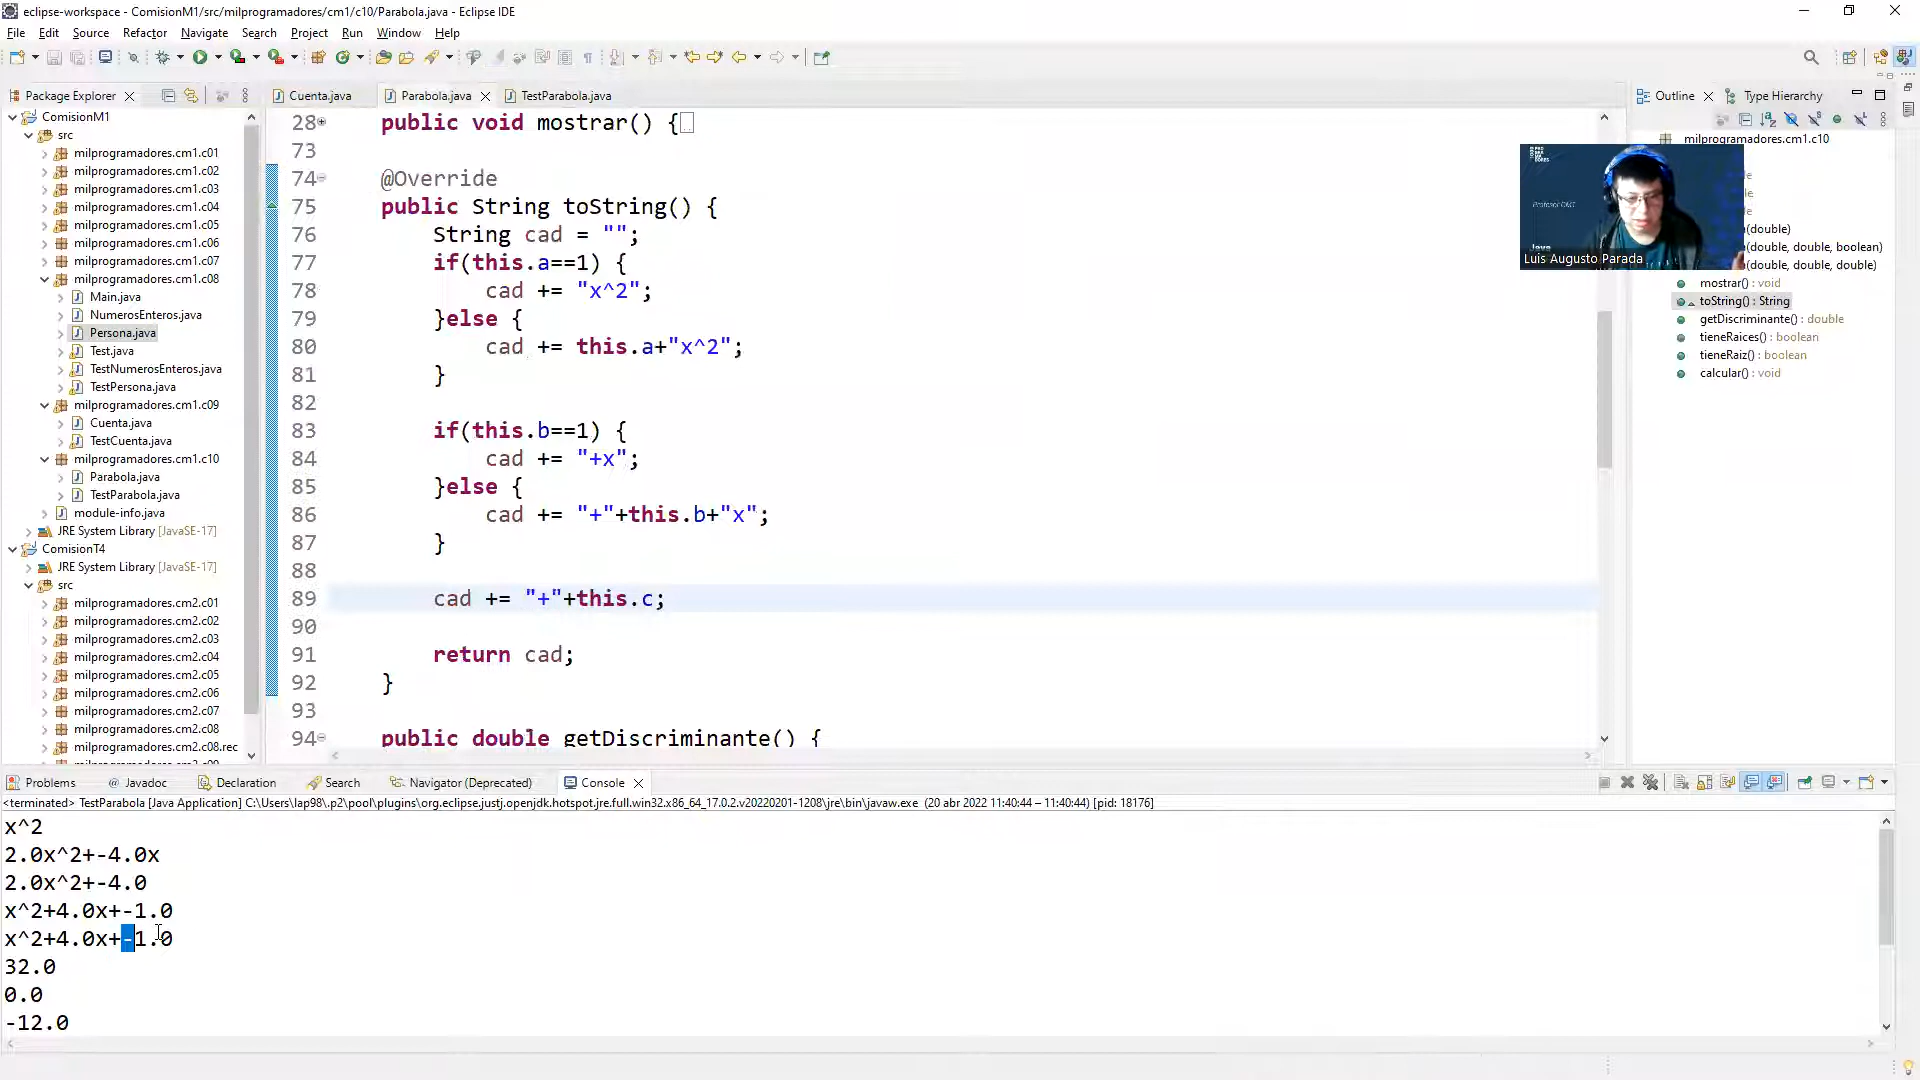 eclipse-workspace - ComisionM1/src/milprogramadores/cm1/c10/Parabola.java - Eclipse IDE
File Edit Source Refactor Navigate Search Project Run Window Help
Package Explorer
Cuenta.java
Parabola.java
TestParabola.java
Outline
Type Hierarchy
ComisionM1
src
milprogramadores.cm1.c01
milprogramadores.cm1.c02
milprogramadores.cm1.c03
milprogramadores.cm1.c04
milprogramadores.cm1.c05
milprogramadores.cm1.c06
milprogramadores.cm1.c07
milprogramadores.cm1.c08
Main.java
NumerosEnteros.java
Persona.java
Test.java
TestNumerosEnteros.java
TestPersona.java
milprogramadores.cm1.c09
Cuenta.java
TestCuenta.java
milprogramadores.cm1.c10
Parabola.java
TestParabola.java
module-info.java
JRE System Library [JavaSE-17]
ComisionT4
JRE System Library [JavaSE-17]
src
milprogramadores.cm2.c01
milprogramadores.cm2.c02
milprogramadores.cm2.c03
milprogramadores.cm2.c04
milprogramadores.cm2.c05
milprogramadores.cm2.c06
milprogramadores.cm2.c07
milprogramadores.cm2.c08
milprogramadores.cm2.c08.rec
28 public void mostrar() {
73
74 @Override
75 public String toString() {
76 String cad = "";
77 if(this.a==1) {
78 cad += "x^2";
79 }else {
80 cad += this.a+"x^2";
81 }
82
83 if(this.b==1) {
84 cad += "+x";
85 }else {
86 cad += "+"+this.b+"x";
87 }
88
89 cad += "+"+this.c;
90
91 return cad;
92 }
93
94 public double getDiscriminante() {
milprogramadores.cm1.c10
Luis Augusto Parada
(double)
(double, double, boolean)
(double, double, double)
mostrar() : void
toString() : String
getDiscriminante() : double
tieneRaices() : boolean
tieneRaiz() : boolean
calcular() : void
Problems
@ Javadoc
Declaration
Search
Navigator (Deprecated)
Console
<terminated> TestParabola [Java Application] C:\Users\lap98\.p2\pool\plugins\org.eclipse.justj.openjdk.hotspot.jre.full.win32.x86_64_17.0.2.v20220201-1208\jre\bin\javaw.exe (20 abr 2022 11:40:44 – 11:40:44) [pid: 18176]
x^2
2.0x^2+-4.0x
2.0x^2+-4.0
x^2+4.0x+-1.0
x^2+4.0x+-1.0
32.0
0.0
-12.0